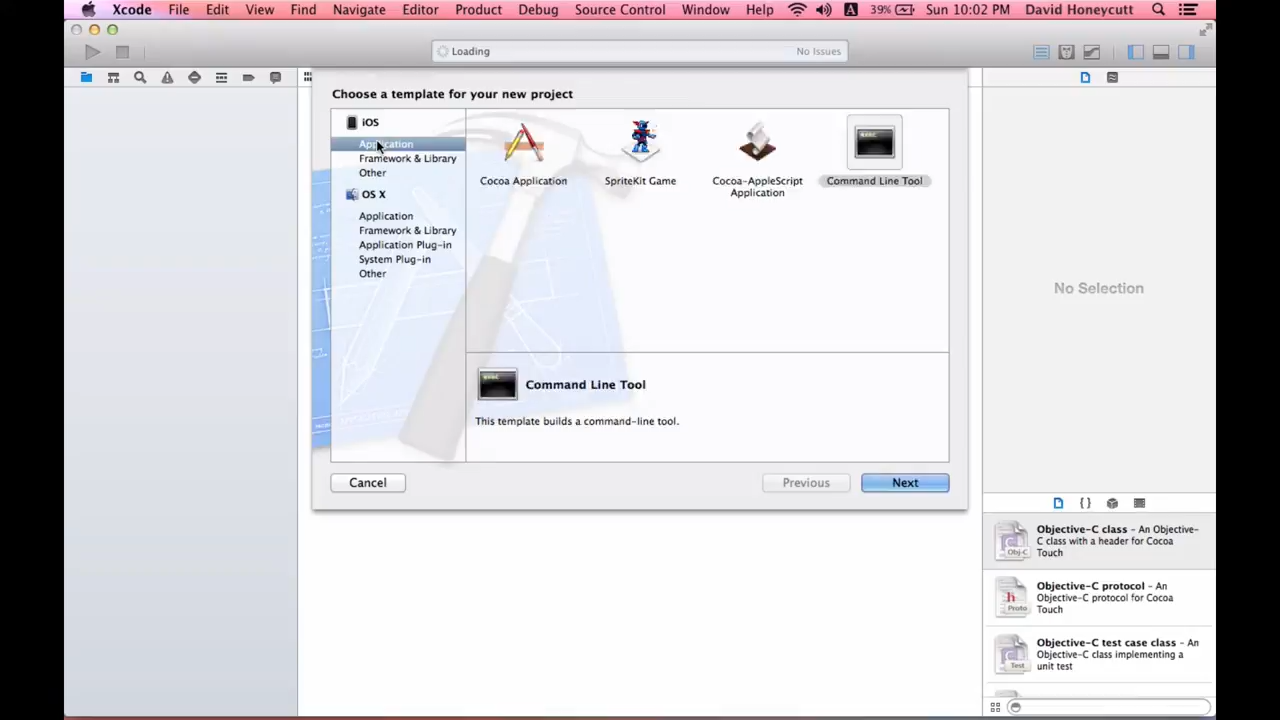 Xcode File Edit View Find Navigate Editor Product Debug Source Control Window Help A 39% Sun 10:02 PM David Honeycutt
Loading No Issues
Choose a template for your new project
iOS
Application
Framework & Library
Other
OS X
Application
Framework & Library
Application Plug-in
System Plug-in
Other
Cocoa Application
SpriteKit Game
Cocoa-AppleScript
Application
Command Line Tool
Command Line Tool
This template builds a command-line tool.
Cancel
Previous
Next
No Selection
{ }
Objective-C class - An Objective-
C class with a header for Cocoa
Touch
Obj-C
Objective-C protocol - An
Objective-C protocol for Cocoa
Touch
h
Proto
Objective-C test case class - An
Objective-C class implementing a
unit test
Test